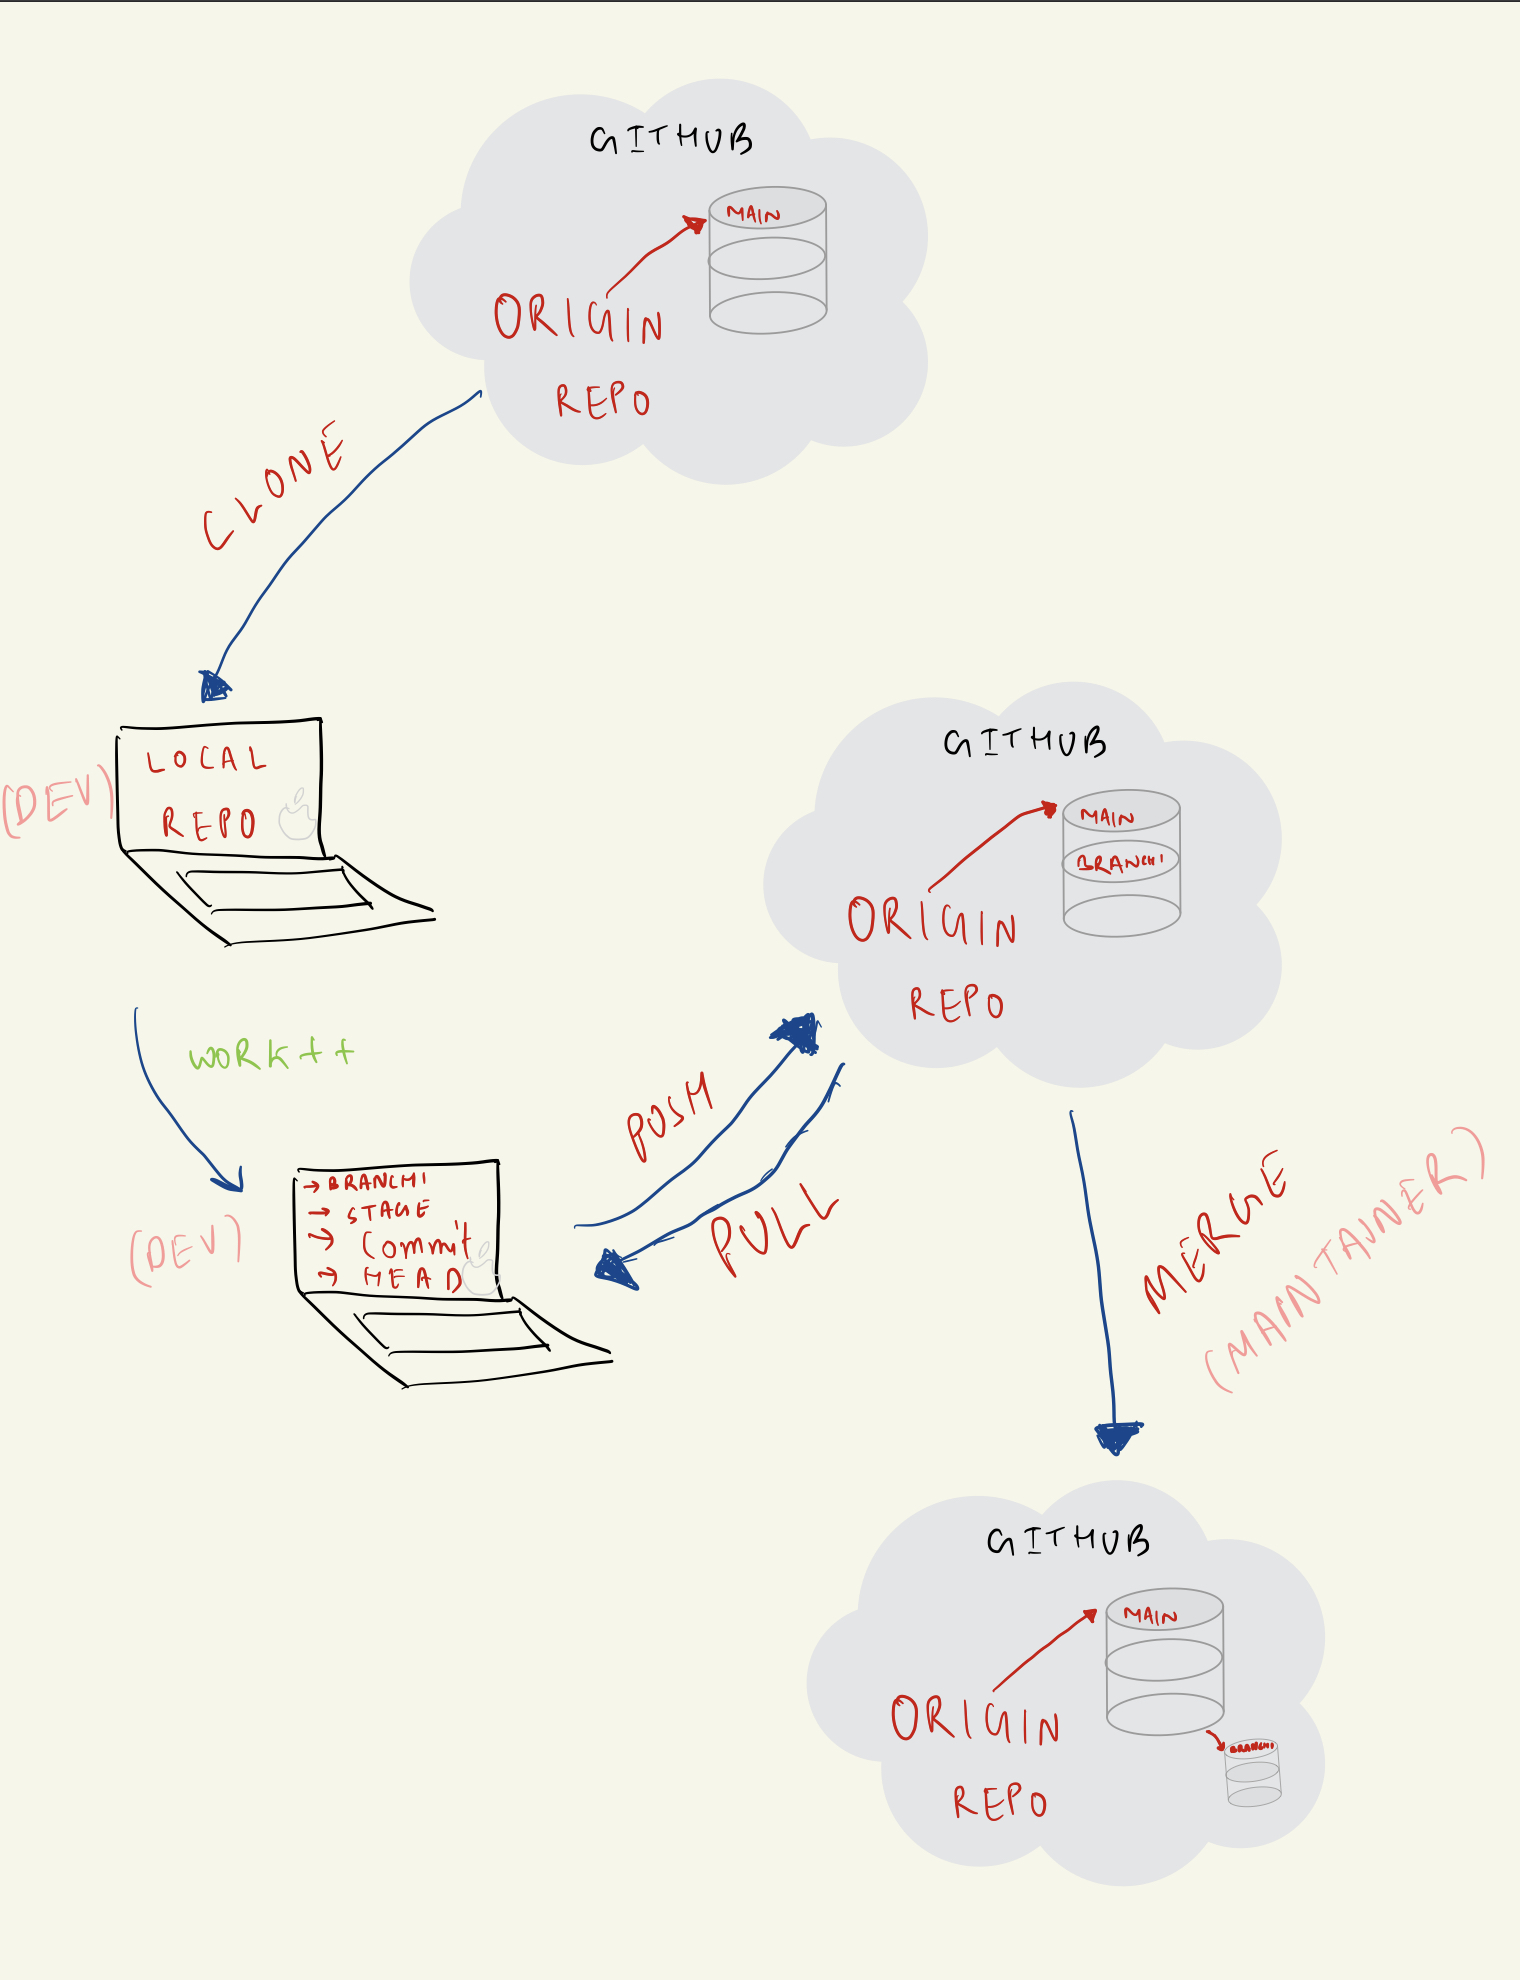 GITHUB
MAIN
ORIGIN
REPO
CLONE
(DEV)
LOCAL
REPO
WORK++
(DEV)
→ BRANCH1
→ STAGE
→ Commit
→ HEAD
PUSH
PULL
GITHUB
MAIN
BRANCH1
ORIGIN
REPO
MERGE
(MAINTAINER)
GITHUB
MAIN
ORIGIN
BRANCH1
REPO